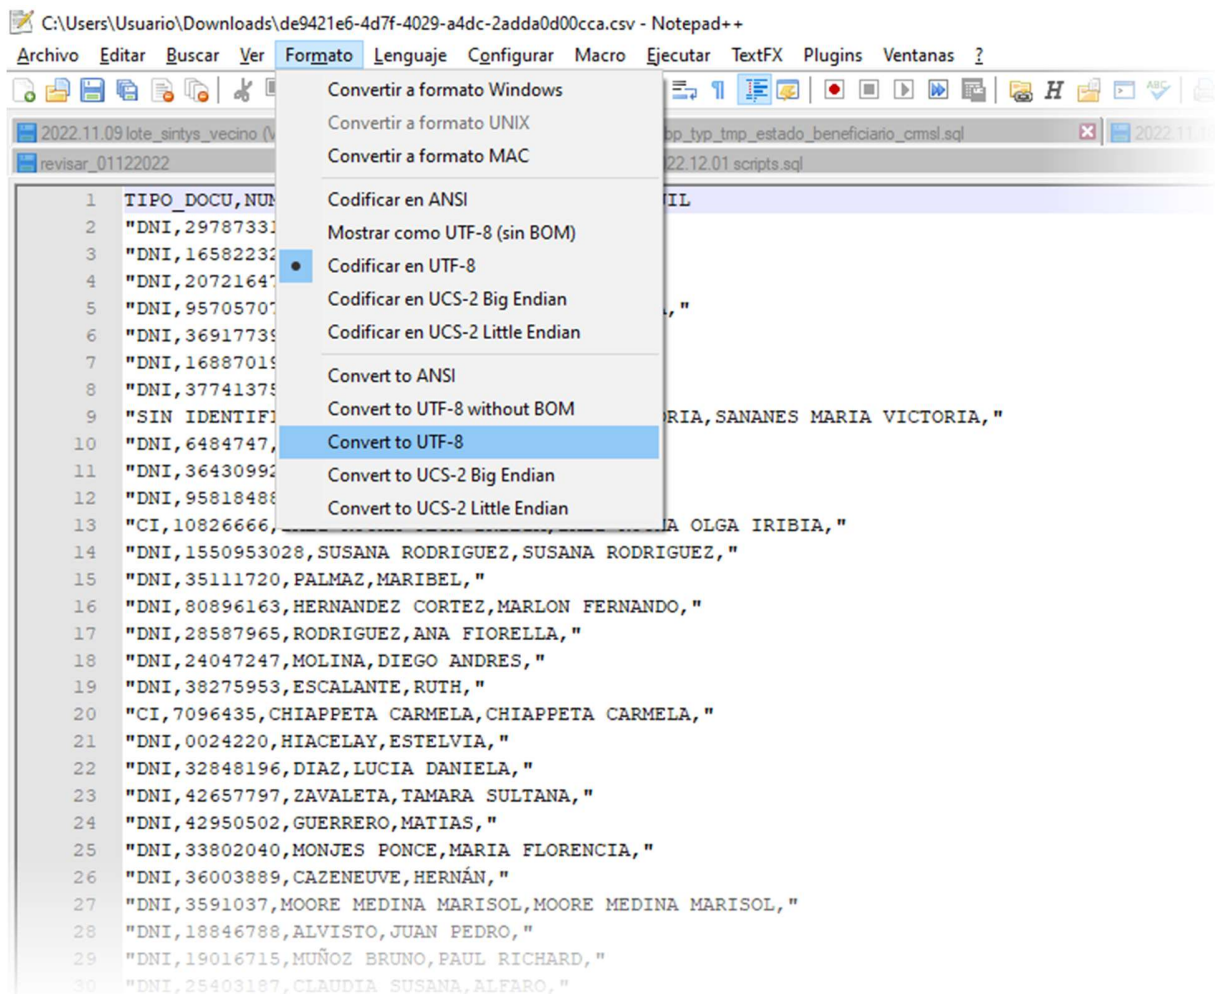 C:\Users\Usuario\Downloads\de9421e6-4d7f-4029-a4dc-2adda0d00cca.csv - Notepad++
Archivo Editar Buscar Ver Formato Lenguaje Configurar Macro Ejecutar TextFX Plugins Ventanas ?
2022.11.09 lote_sintys_vecino (V bp_typ_tmp_estado_beneficiario_crmsl.sql 2022.11.1
revisar_01122022 22.12.01 scripts.sql
Convertir a formato Windows
Convertir a formato UNIX
Convertir a formato MAC
Codificar en ANSI
Mostrar como UTF-8 (sin BOM)
Codificar en UTF-8
Codificar en UCS-2 Big Endian
Codificar en UCS-2 Little Endian
Convert to ANSI
Convert to UTF-8 without BOM
Convert to UTF-8
Convert to UCS-2 Big Endian
Convert to UCS-2 Little Endian
1 TIPO_DOCU,NUM IL
2 "DNI,29787331
3 "DNI,16582232
4 "DNI,20721647
5 "DNI,95705707 ,"
6 "DNI,36917739
7 "DNI,16887019
8 "DNI,37741375
9 "SIN IDENTIFI RIA,SANANES MARIA VICTORIA,"
10 "DNI,6484747,
11 "DNI,36430992
12 "DNI,95818488
13 "CI,10826666, A OLGA IRIBIA,"
14 "DNI,1550953028,SUSANA RODRIGUEZ,SUSANA RODRIGUEZ,"
15 "DNI,35111720,PALMAZ,MARIBEL,"
16 "DNI,80896163,HERNANDEZ CORTEZ,MARLON FERNANDO,"
17 "DNI,28587965,RODRIGUEZ,ANA FIORELLA,"
18 "DNI,24047247,MOLINA,DIEGO ANDRES,"
19 "DNI,38275953,ESCALANTE,RUTH,"
20 "CI,7096435,CHIAPPETA CARMELA,CHIAPPETA CARMELA,"
21 "DNI,0024220,HIACELAY,ESTELVIA,"
22 "DNI,32848196,DIAZ,LUCIA DANIELA,"
23 "DNI,42657797,ZAVALETA,TAMARA SULTANA,"
24 "DNI,42950502,GUERRERO,MATIAS,"
25 "DNI,33802040,MONJES PONCE,MARIA FLORENCIA,"
26 "DNI,36003889,CAZENEUVE,HERNÁN,"
27 "DNI,3591037,MOORE MEDINA MARISOL,MOORE MEDINA MARISOL,"
28 "DNI,18846788,ALVISTO,JUAN PEDRO,"
29 "DNI,19016715,MUÑOZ BRUNO,PAUL RICHARD,"
30 "DNI,25403187,CLAUDIA SUSANA,ALFARO,"